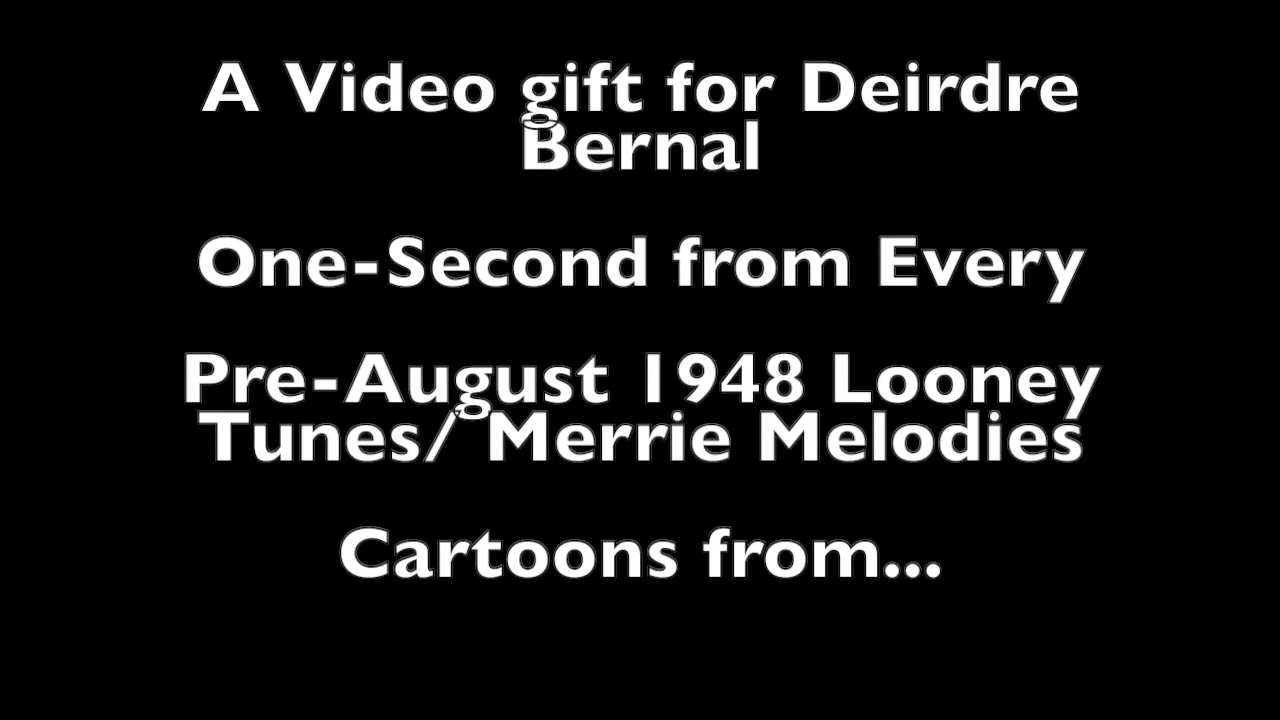 A Video gift for Deirdre
Bernal
One-Second from Every
Pre-August 1948 Looney
Tunes/ Merrie Melodies
Cartoons from...